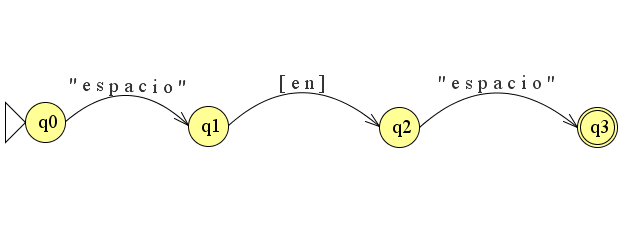 "espacio"
[en]
"espacio"
q0
q1
q2
q3